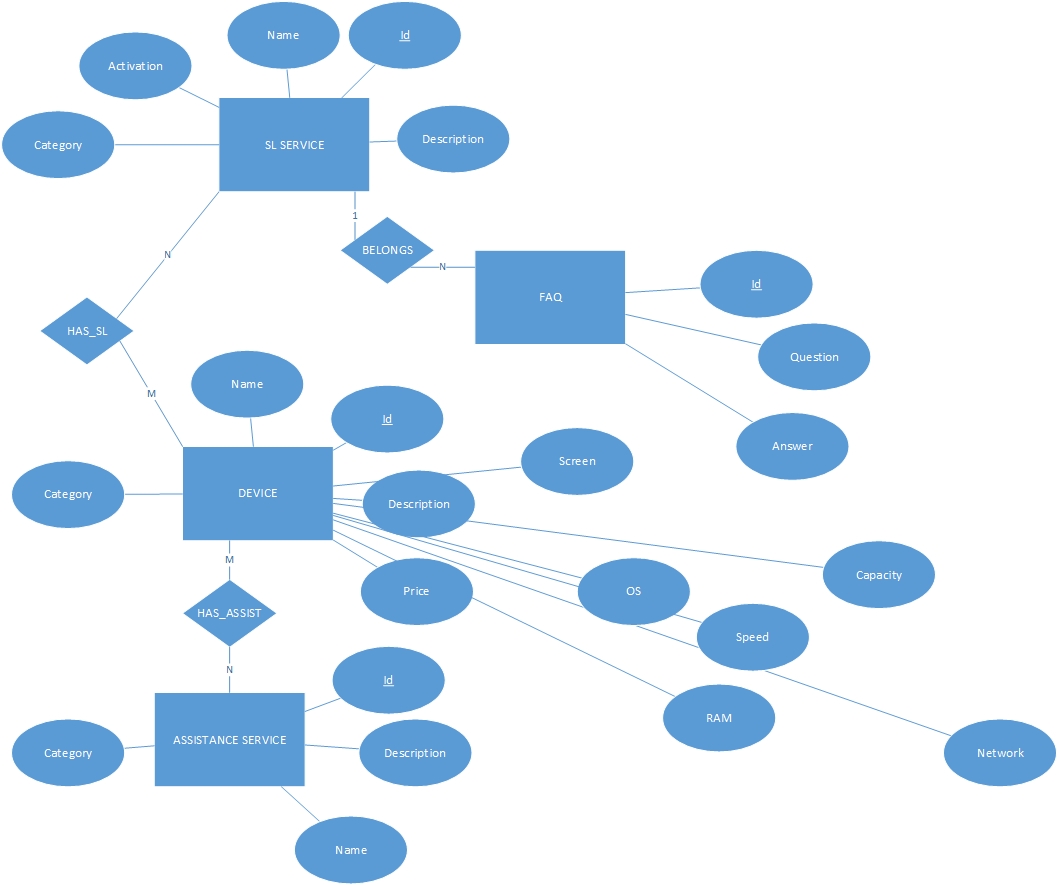 Name
Id
Activation
Description
Category
SL SERVICE
1
BELONGS
N
N
FAQ
Id
Question
HAS_SL
M
Name
Id
Answer
Screen
Category
DEVICE
Description
M
Price
OS
Capacity
HAS_ASSIST
Speed
N
Id
RAM
Category
ASSISTANCE SERVICE
Description
Network
Name